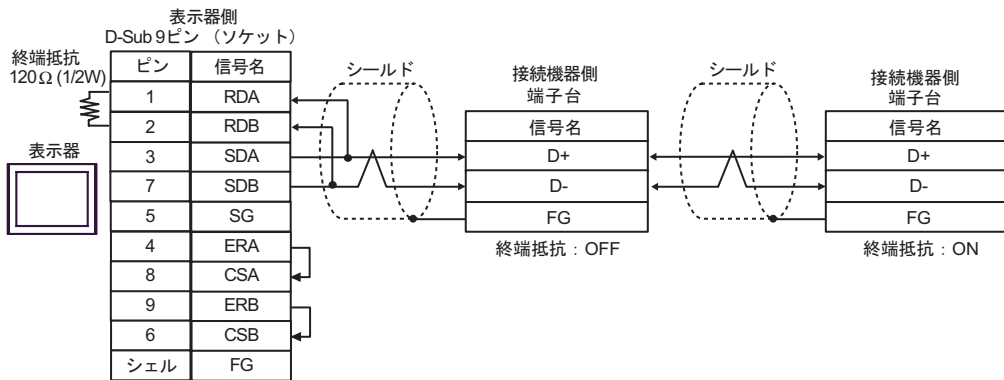 表示器側
D-Sub 9ピン （ソケット）
終端抵抗
120Ω (1/2W)
表示器
ピン 信号名
1 RDA
2 RDB
3 SDA
7 SDB
5 SG
4 ERA
8 CSA
9 ERB
6 CSB
シェル FG
シールド
接続機器側
端子台
信号名
D+
D-
FG
終端抵抗：OFF
シールド
接続機器側
端子台
信号名
D+
D-
FG
終端抵抗：ON